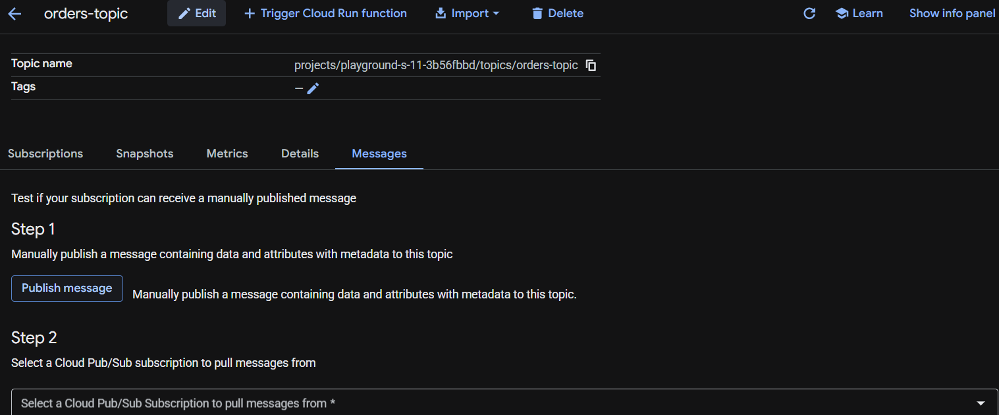 orders-topic Edit + Trigger Cloud Run function Import Delete Learn Show info panel
Topic name projects/playground-s-11-3b56fbbd/topics/orders-topic
Tags –
Subscriptions Snapshots Metrics Details Messages
Test if your subscription can receive a manually published message
Step 1
Manually publish a message containing data and attributes with metadata to this topic
Publish message Manually publish a message containing data and attributes with metadata to this topic.
Step 2
Select a Cloud Pub/Sub subscription to pull messages from
Select a Cloud Pub/Sub Subscription to pull messages from *